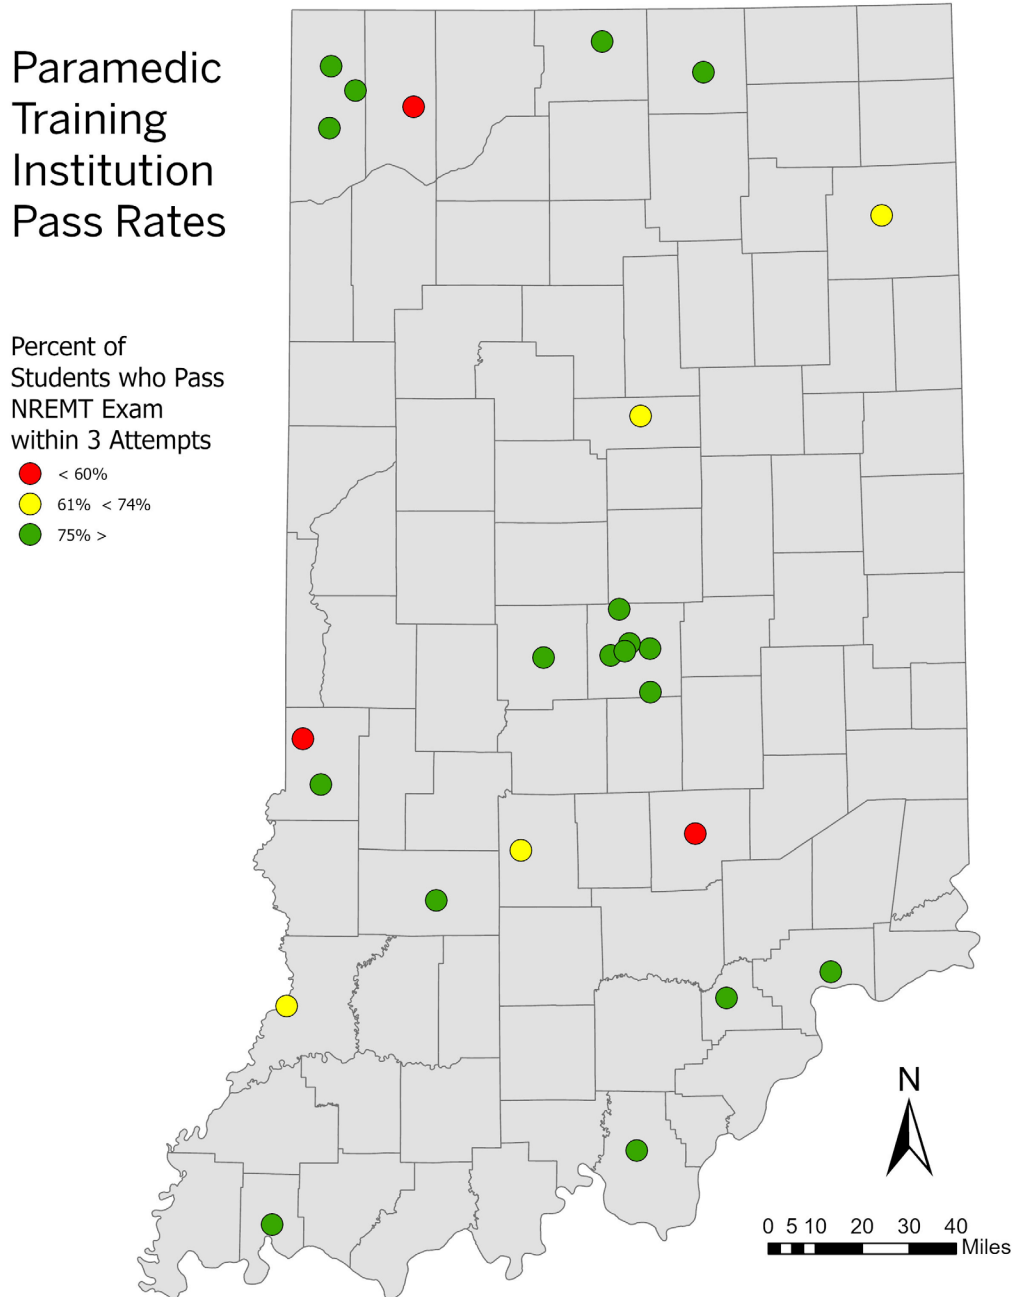 Paramedic
Training
Institution
Pass Rates
Percent of
Students who Pass
NREMT Exam
within 3 Attempts
< 60%
61% < 74%
75% >
N
0 5 10 20 30 40
Miles